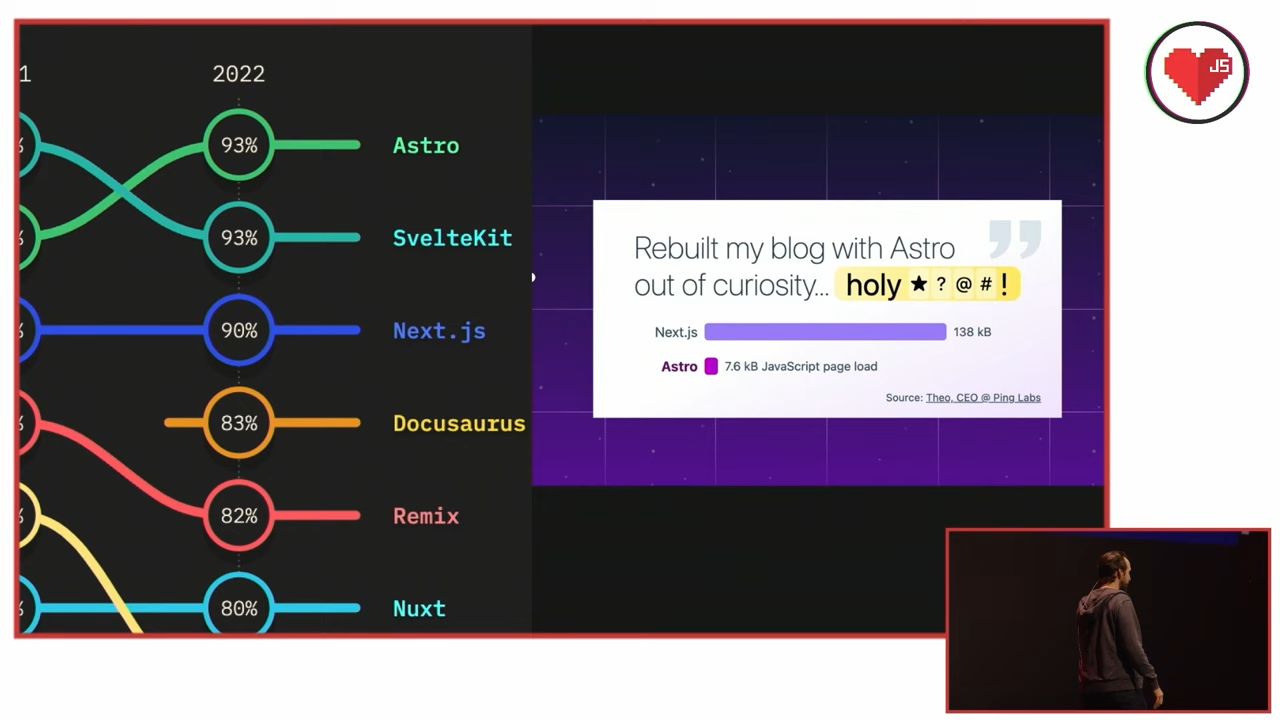 1
2022
93%
Astro
93%
SvelteKit
90%
Next.js
83%
Docusaurus
82%
Remix
80%
Nuxt
Rebuilt my blog with Astro
out of curiosity... holy ★?@#!
Next.js 138 kB
Astro 7.6 kB JavaScript page load
Source: Theo, CEO @ Ping Labs
JS